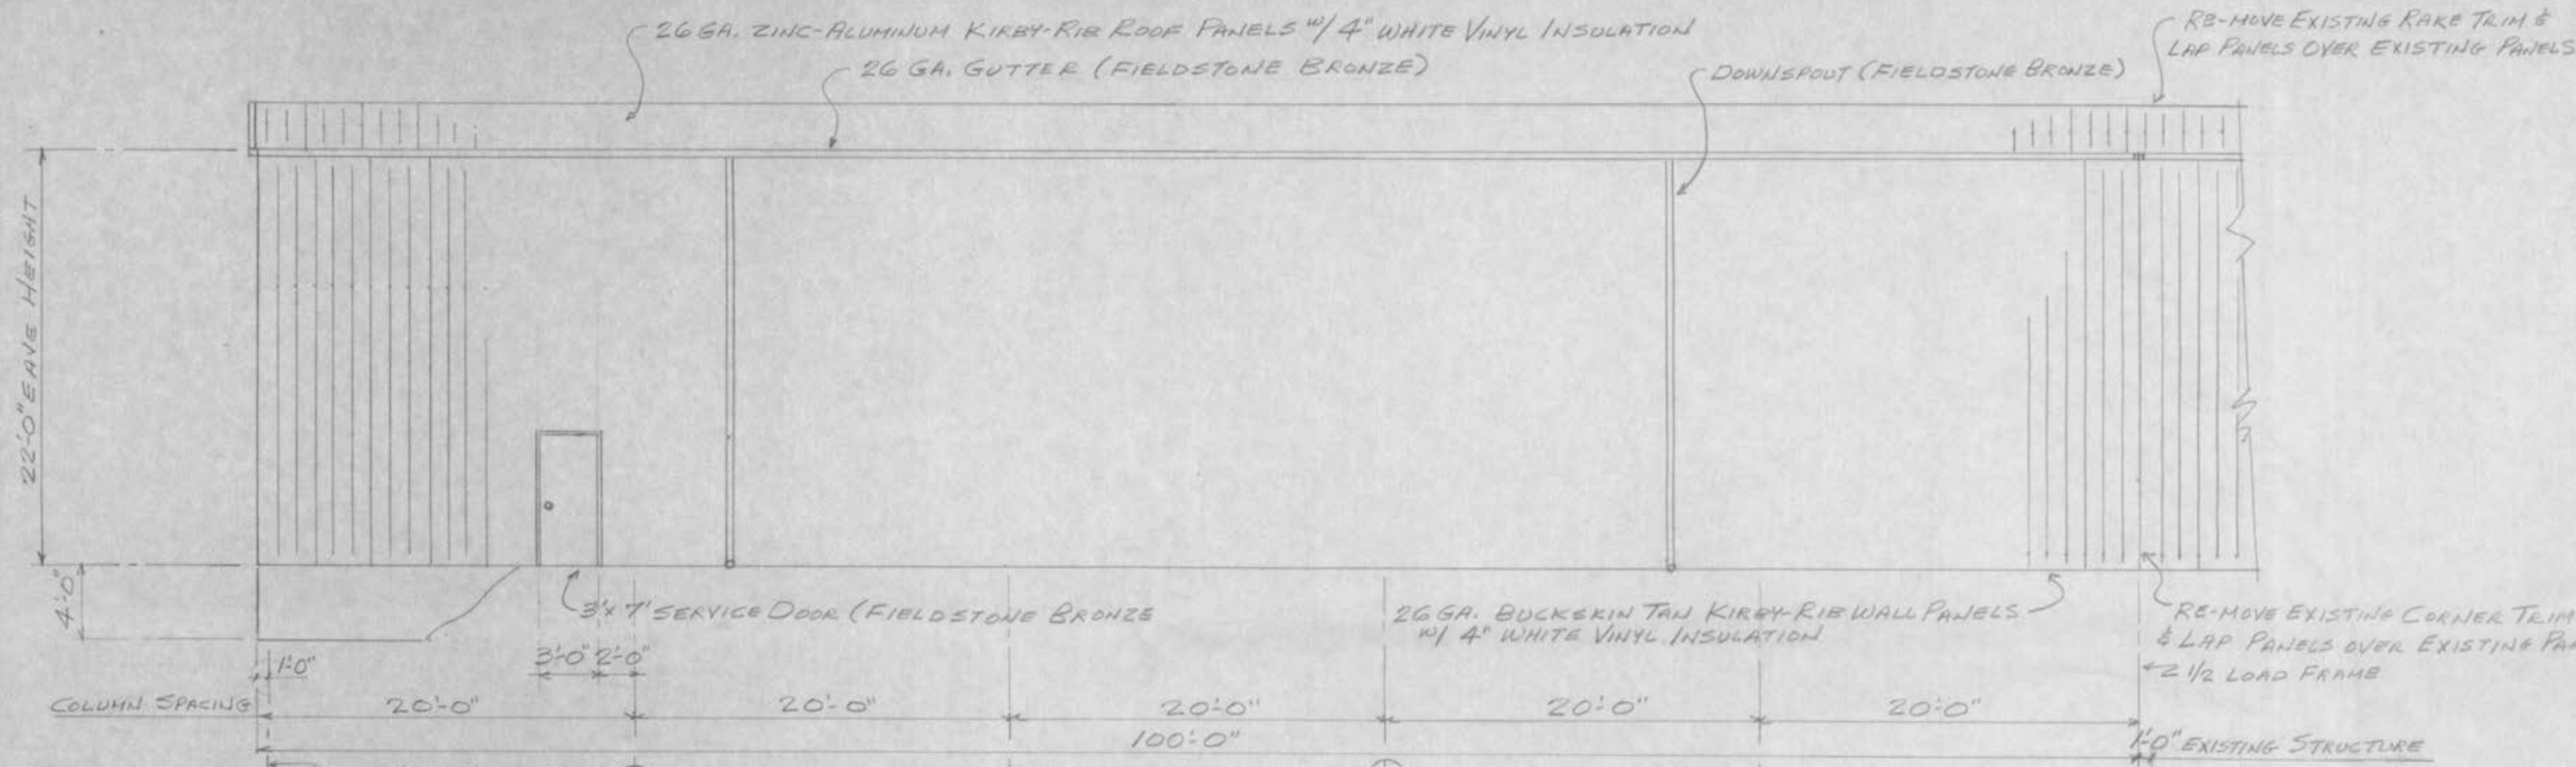 26 GA. ZINC-ALUMINUM KIRBY-RIB ROOF PANELS w/ 4" WHITE VINYL INSULATION
RE-MOVE EXISTING RAKE TRIM &
LAP PANELS OVER EXISTING PANELS
26 GA. GUTTER (FIELDSTONE BRONZE)
DOWNSPOUT (FIELDSTONE BRONZE)
22'-0" EAVE HEIGHT
4'-0"
3'x7' SERVICE DOOR (FIELDSTONE BRONZE
26 GA. BUCKSKIN TAN KIRBY-RIB WALL PANELS
w/ 4" WHITE VINYL INSULATION
RE-MOVE EXISTING CORNER TRIM
& LAP PANELS OVER EXISTING PAN
1/2 LOAD FRAME
1'-0"
3'-0" 2'-0"
COLUMN SPACING
20'-0" 20'-0" 20'-0" 20'-0" 20'-0"
100'-0"
1'-0" EXISTING STRUCTURE